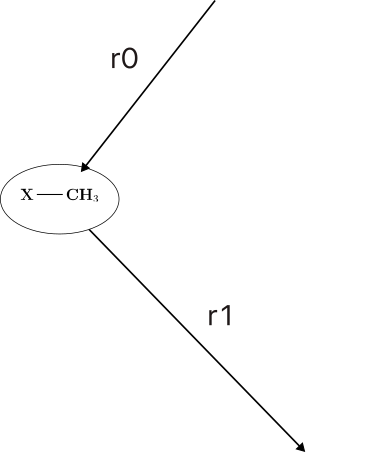 r0
X — CH₃
r1